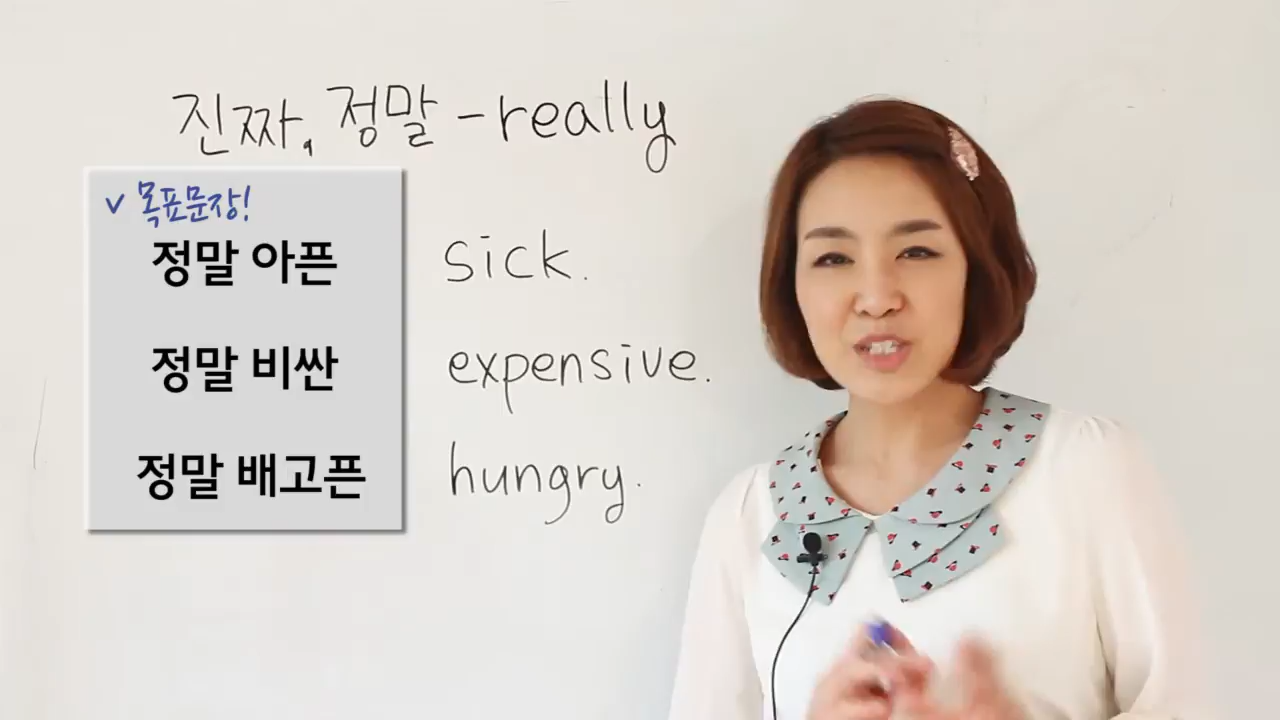 진짜, 정말 - really
v 목표문장!
정말 아픈 sick.
정말 비싼 expensive.
정말 배고픈 hungry.